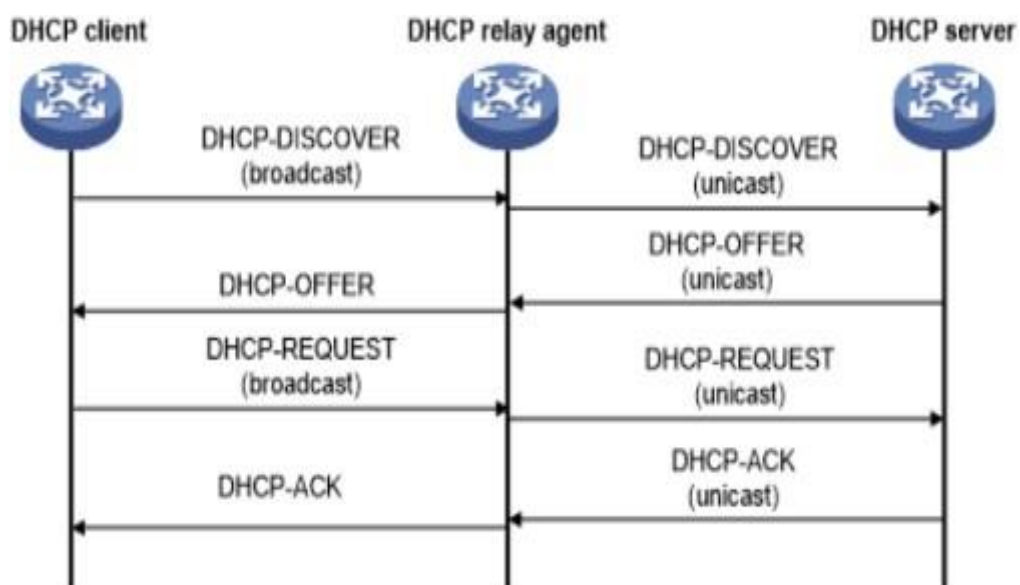 DHCP client
DHCP relay agent
DHCP server
DHCP-DISCOVER
(broadcast)
DHCP-DISCOVER
(unicast)
DHCP-OFFER
(unicast)
DHCP-OFFER
DHCP-REQUEST
(broadcast)
DHCP-REQUEST
(unicast)
DHCP-ACK
(unicast)
DHCP-ACK